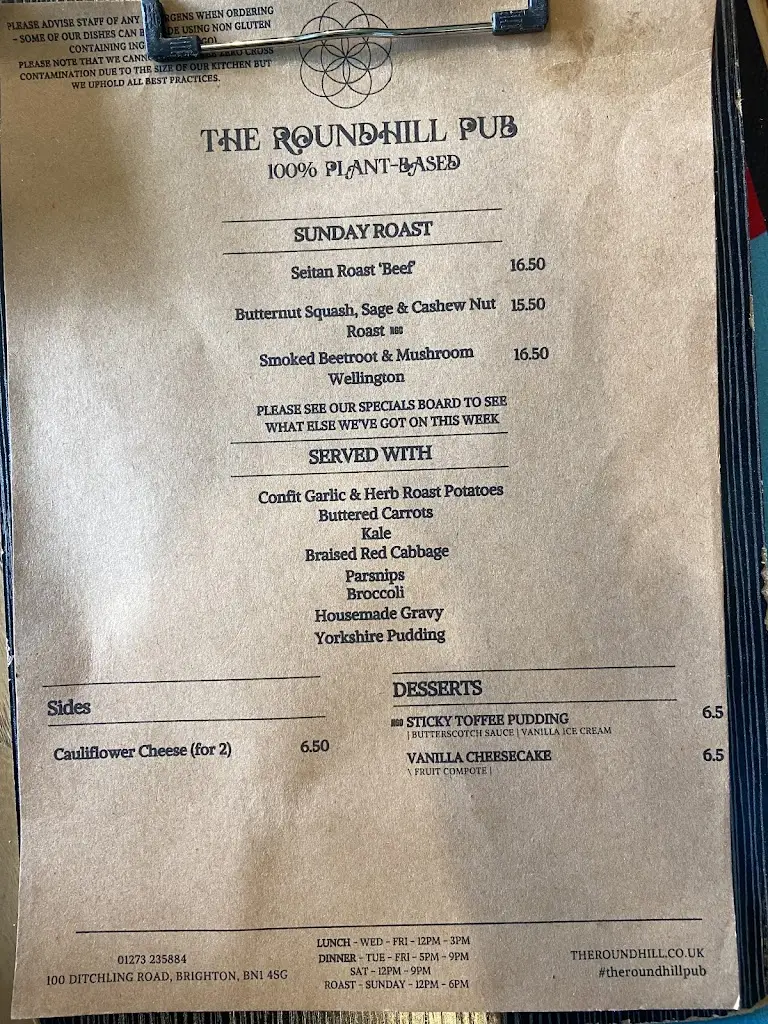 PLEASE ADVISE STAFF OF ANY WHEN ORDERING
- SOME OF OUR DISHES CAN USING NON GLUTEN
CONTAINING
PLEASE NOTE THAT WE CROSS
CONTAMINATION DUE TO THE SIZE OF OUR KITCHEN BUT
WE UPHOLD ALL BEST PRACTICES.
THE ROUNDHILL PUB
100% PLANT-BASED
SUNDAY ROAST
Seitan Roast 'Beef' 16.50
Butternut Squash, Sage & Cashew Nut 15.50
Roast
Smoked Beetroot & Mushroom 16.50
Wellington
PLEASE SEE OUR SPECIALS BOARD TO SEE
WHAT ELSE WE'VE GOT ON THIS WEEK
SERVED WITH
Confit Garlic & Herb Roast Potatoes
Buttered Carrots
Kale
Braised Red Cabbage
Parsnips
Broccoli
Housemade Gravy
Yorkshire Pudding
Sides
Cauliflower Cheese (for 2) 6.50
DESSERTS
STICKY TOFFEE PUDDING 6.5
| BUTTERSCOTCH SAUCE | VANILLA ICE CREAM
VANILLA CHEESECAKE 6.5
\ FRUIT COMPOTE |
01273 235884
100 DITCHLING ROAD, BRIGHTON, BN1 4SG
LUNCH - WED - FRI - 12PM - 3PM
DINNER - TUE - FRI - 5PM - 9PM
SAT - 12PM - 9PM
ROAST - SUNDAY - 12PM - 6PM
THEROUNDHILL.CO.UK
#theroundhillpub